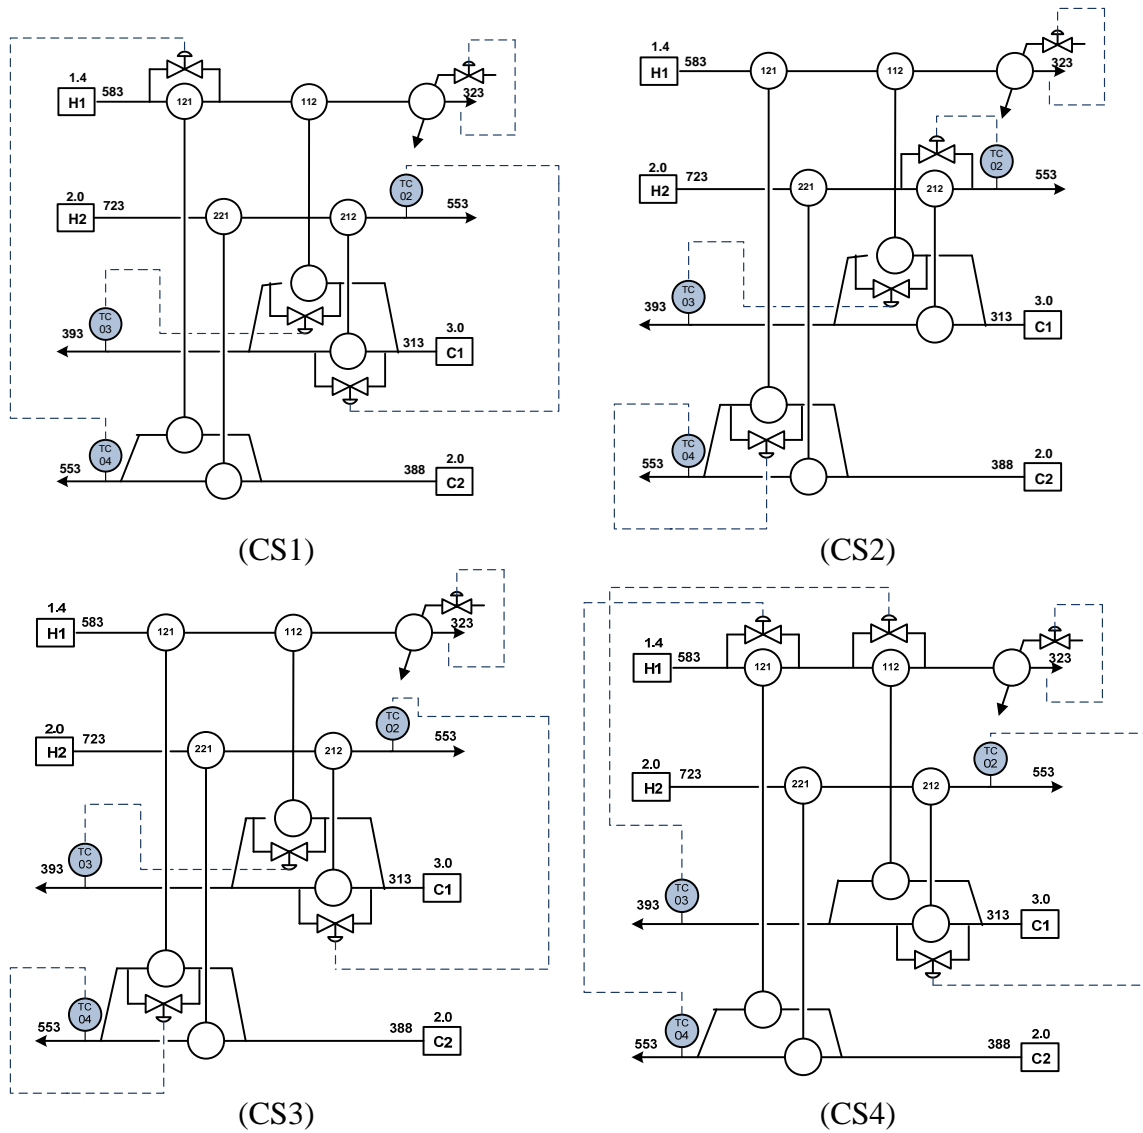 1.4
H1 583 121 112 323
2.0
H2 723 221 212 TC 02 553
393 TC 03 313 3.0 C1
553 TC 04 388 2.0 C2
(CS1)
1.4
H1 583 121 112 323
2.0
H2 723 221 212 TC 02 553
393 TC 03 313 3.0 C1
553 TC 04 388 2.0 C2
(CS2)
1.4
H1 583 121 112 323
2.0
H2 723 221 212 TC 02 553
393 TC 03 313 3.0 C1
553 TC 04 388 2.0 C2
(CS3)
1.4
H1 583 121 112 323
2.0
H2 723 221 212 TC 02 553
393 TC 03 313 3.0 C1
553 TC 04 388 2.0 C2
(CS4)